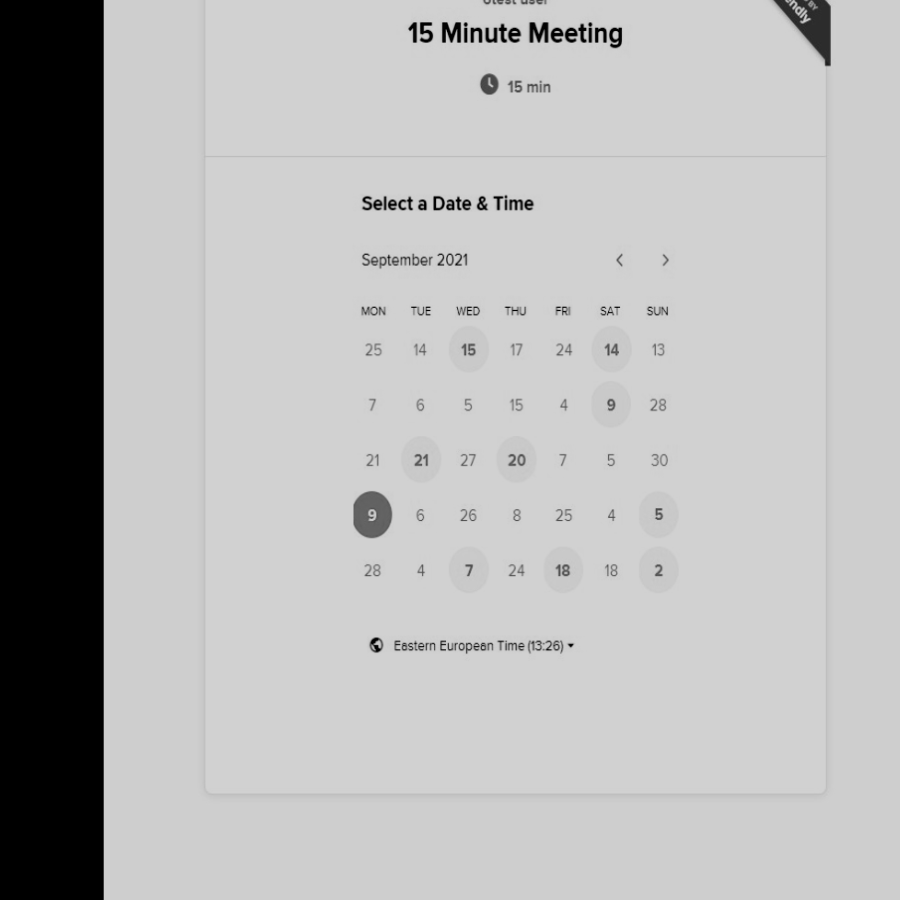 15 Minute Meeting
15 min
Select a Date & Time
September 2021
MON TUE WED THU FRI SAT SUN
25 14 15 17 24 14 13
7 6 5 15 4 9 28
21 21 27 20 7 5 30
9 6 26 8 25 4 5
28 4 7 24 18 18 2
Eastern European Time (13:26)